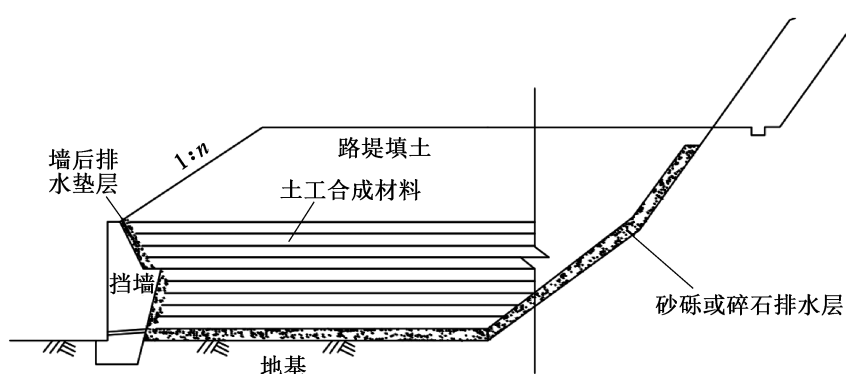 1:n
路堤填土
墙后排
水垫层
土工合成材料
挡墙
砂砾或碎石排水层
地基